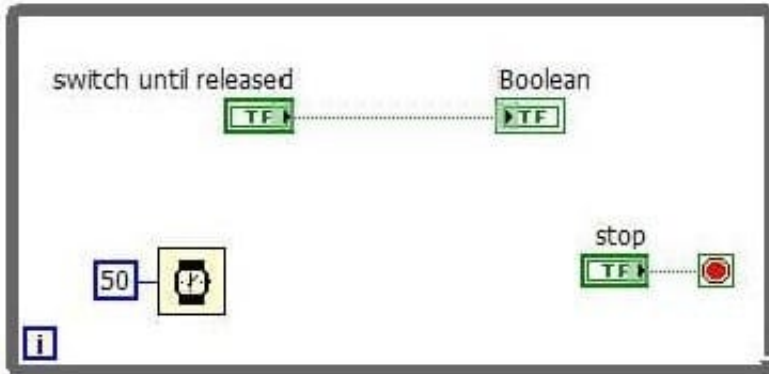 switch until released
Boolean
TF
TF
stop
50
TF
i